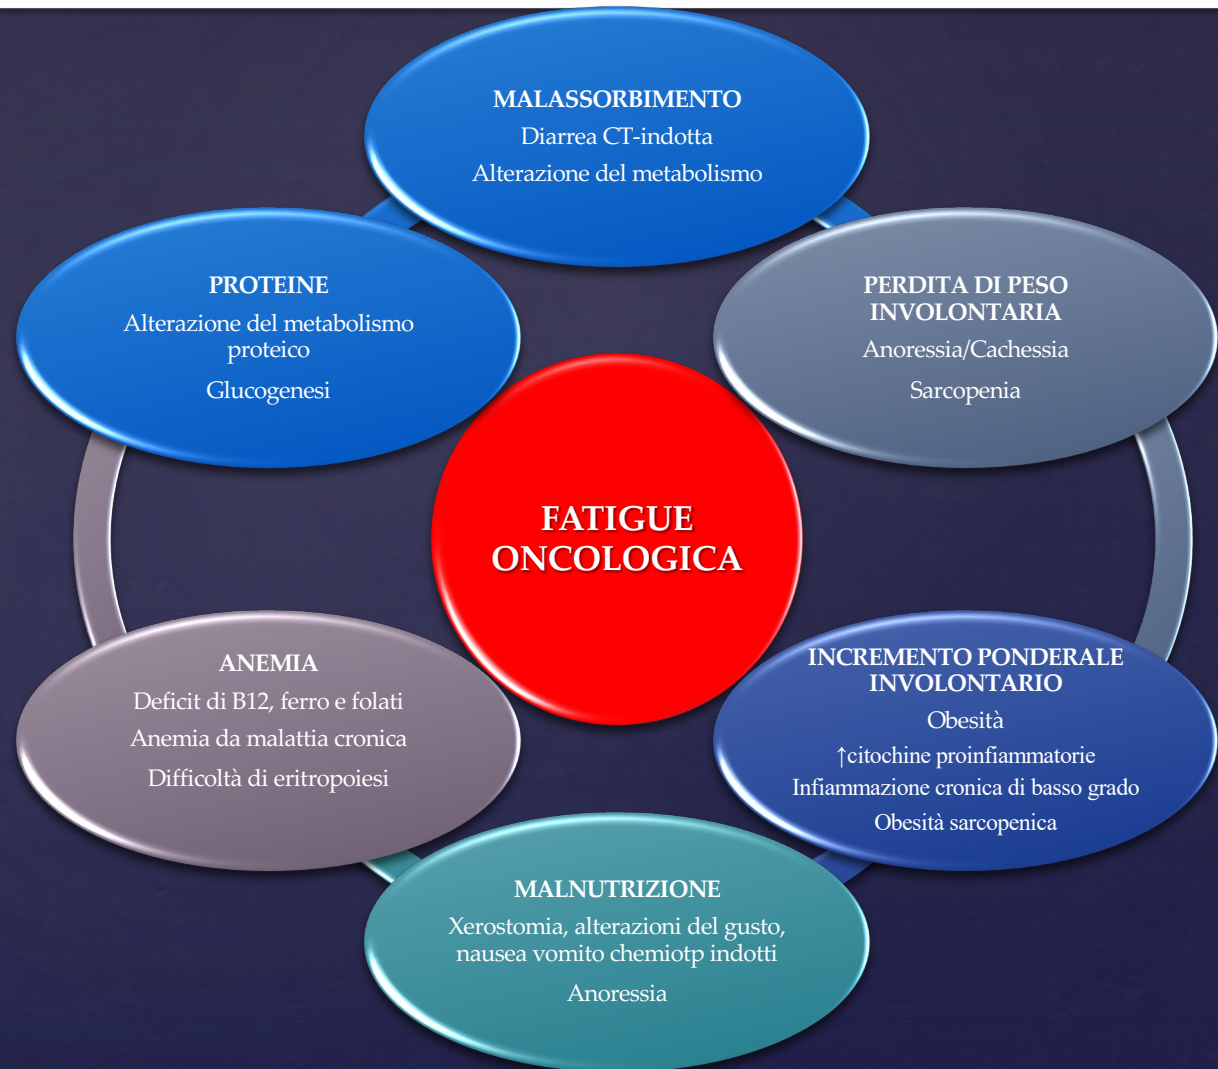 MALASSORBIMENTO
Diarrea CT-indotta
Alterazione del metabolismo
PERDITA DI PESO
INVOLONTARIA
Anoressia/Cachessia
Sarcopenia
INCREMENTO PONDERALE
INVOLONTARIO
Obesità
↑citochine proinfiammatorie
Infiammazione cronica di basso grado
Obesità sarcopenica
MALNUTRIZIONE
Xerostomia, alterazioni del gusto,
nausea vomito chemiotp indotti
Anoressia
ANEMIA
Deficit di B12, ferro e folati
Anemia da malattia cronica
Difficoltà di eritropoiesi
PROTEINE
Alterazione del metabolismo
proteico
Glucogenesi
FATIGUE
ONCOLOGICA